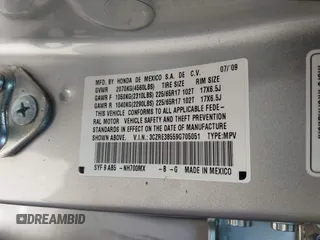 07/'09
MFD. BY HONDA DE MEXICO S.A. DE C.V.
GVWR 2070KG(4560LBS) TIRE SIZE RIM SIZE
GAWR F 1050KG(2310LBS) 225/65R17 102T 17X6.5J
GAWR R 1040KG(2290LBS) 225/65R17 102T 17X6.5J
THIS VEHICLE CONFORMS TO ALL APPLICABLE FEDE-
RAL MOTOR VEHICLE SAFETY AND THEFT PREVENTION
STANDARDS IN EFFECT ON THE DATE OF MANUFACTURE
SHOWN ABOVE. V.I.N.: 3CZRE38559G705051 TYPE:MPV
SYF 9 AB5 -NH700MX -B -G MADE IN MEXICO
DREAMBID